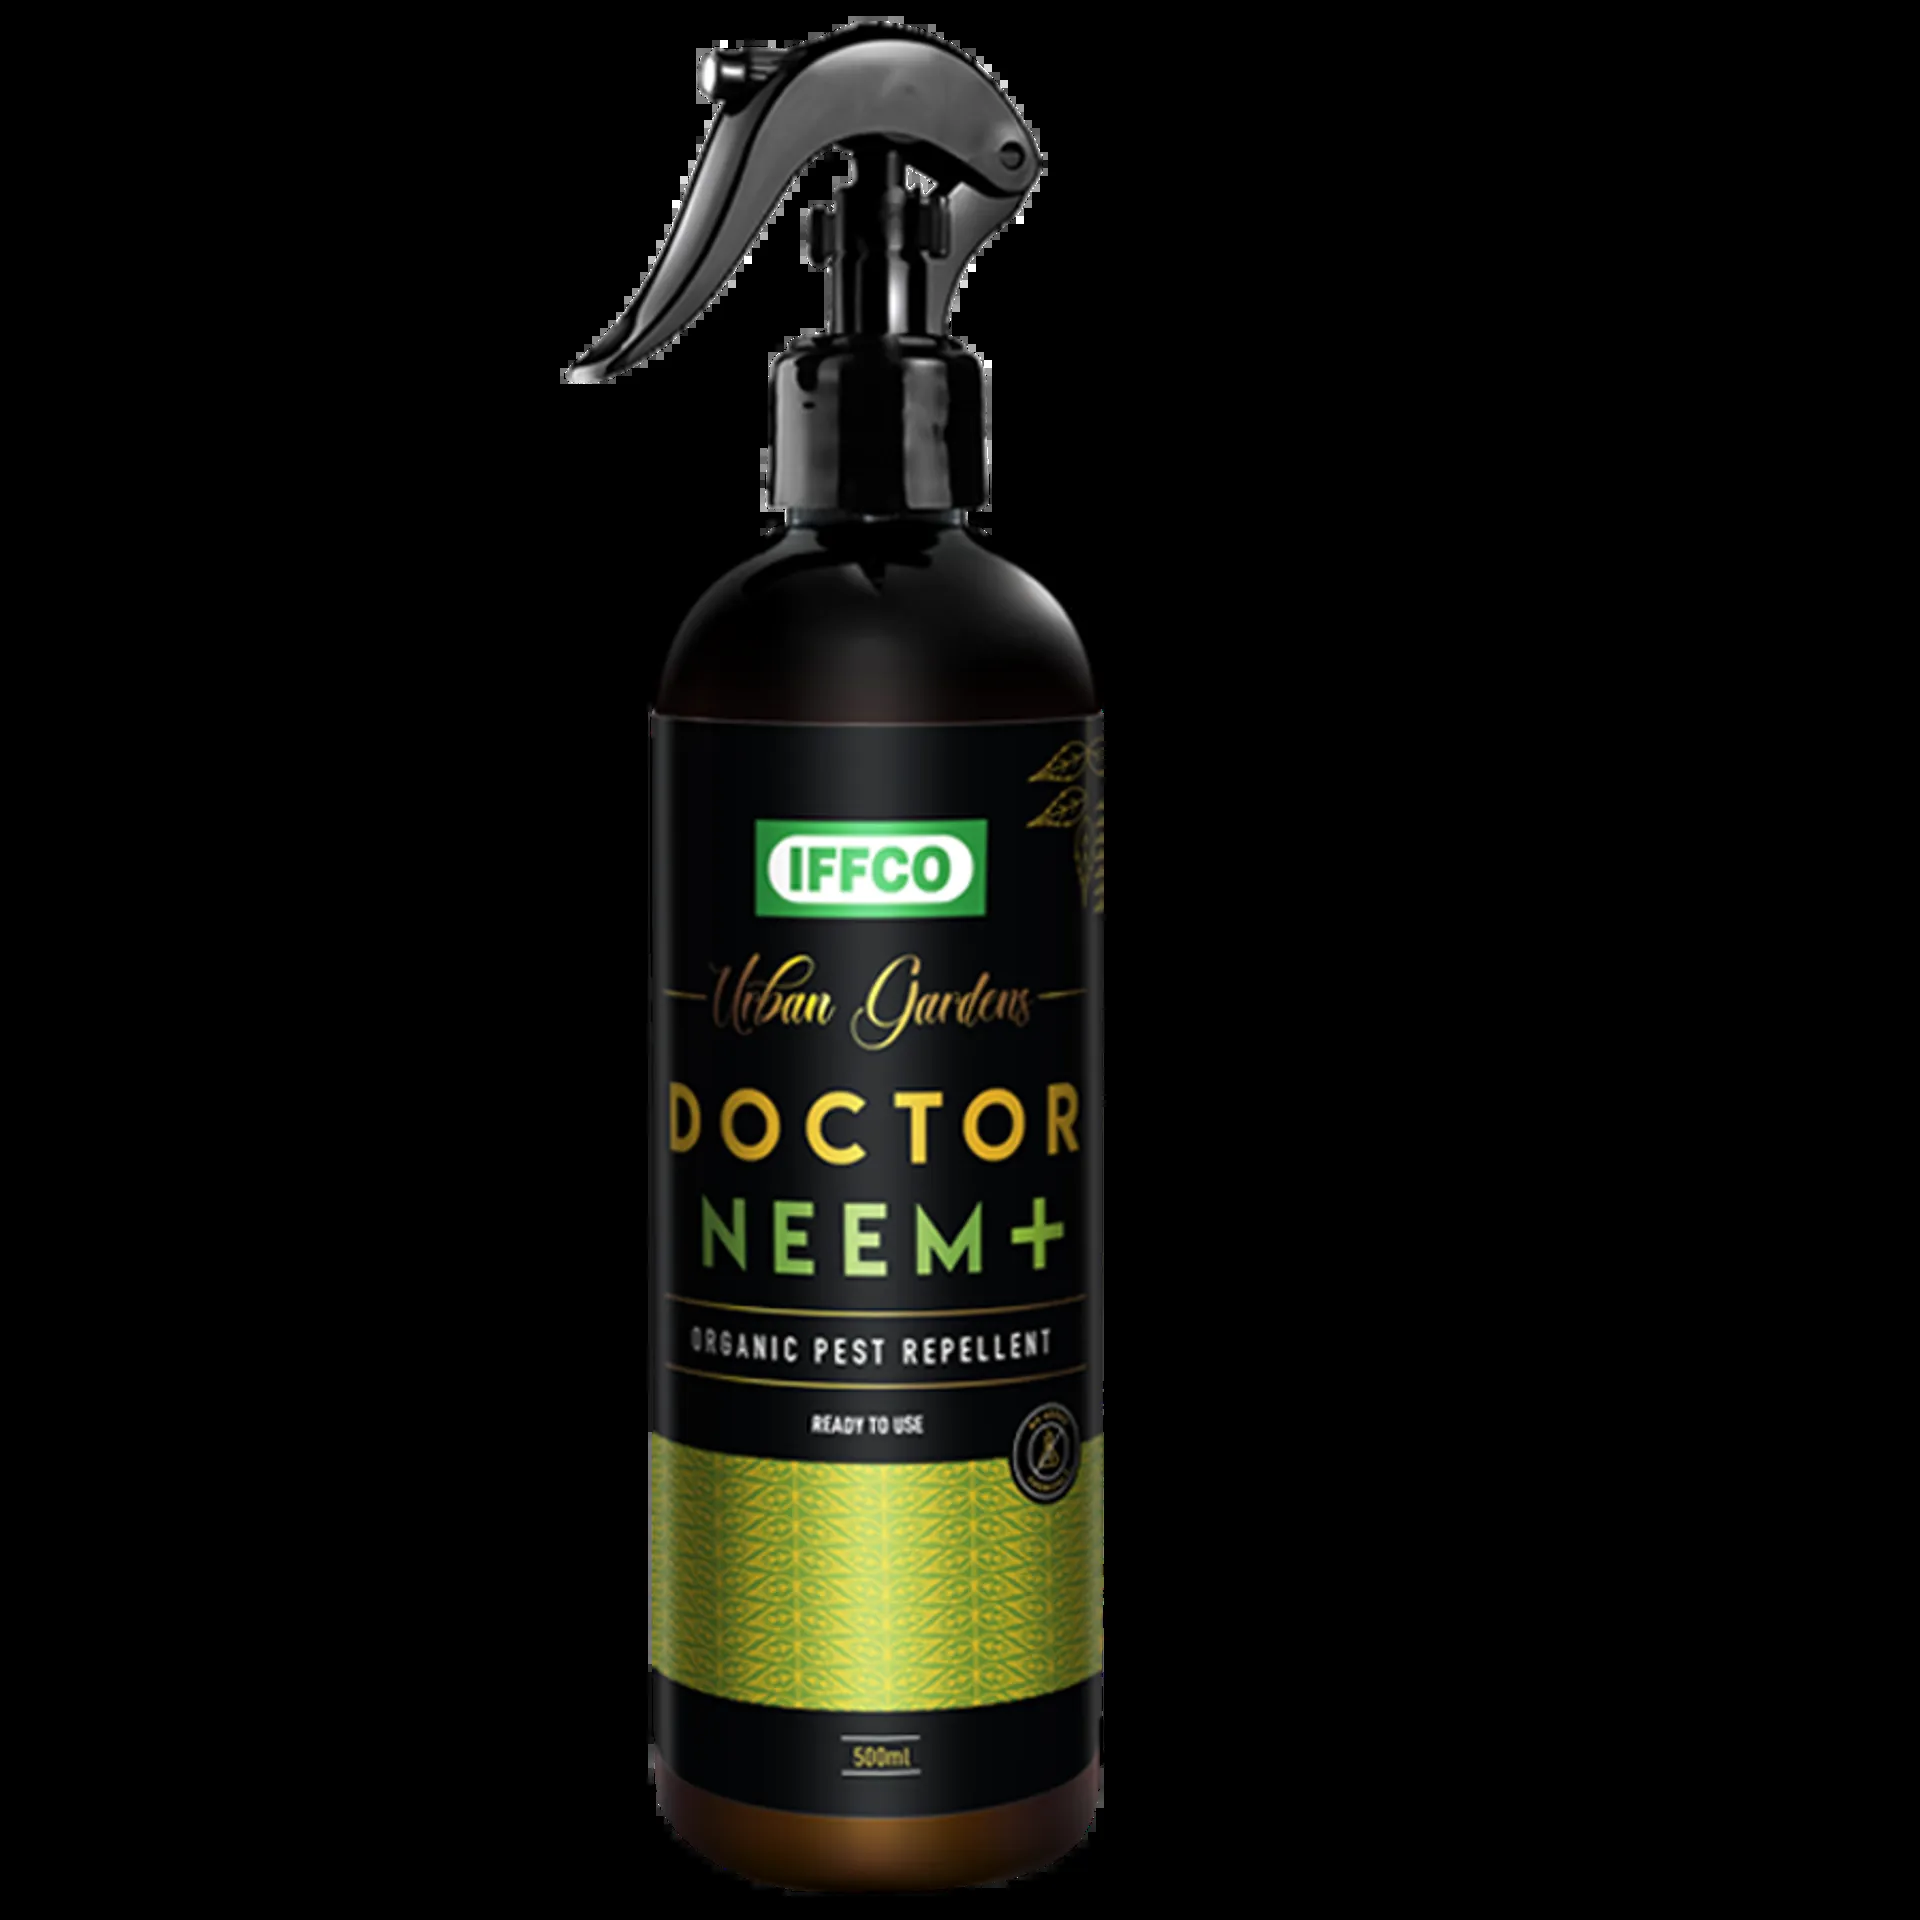 IFFCO
Urban Gardens
DOCTOR
NEEM+
ORGANIC PEST REPELLENT
READY TO USE
500ml